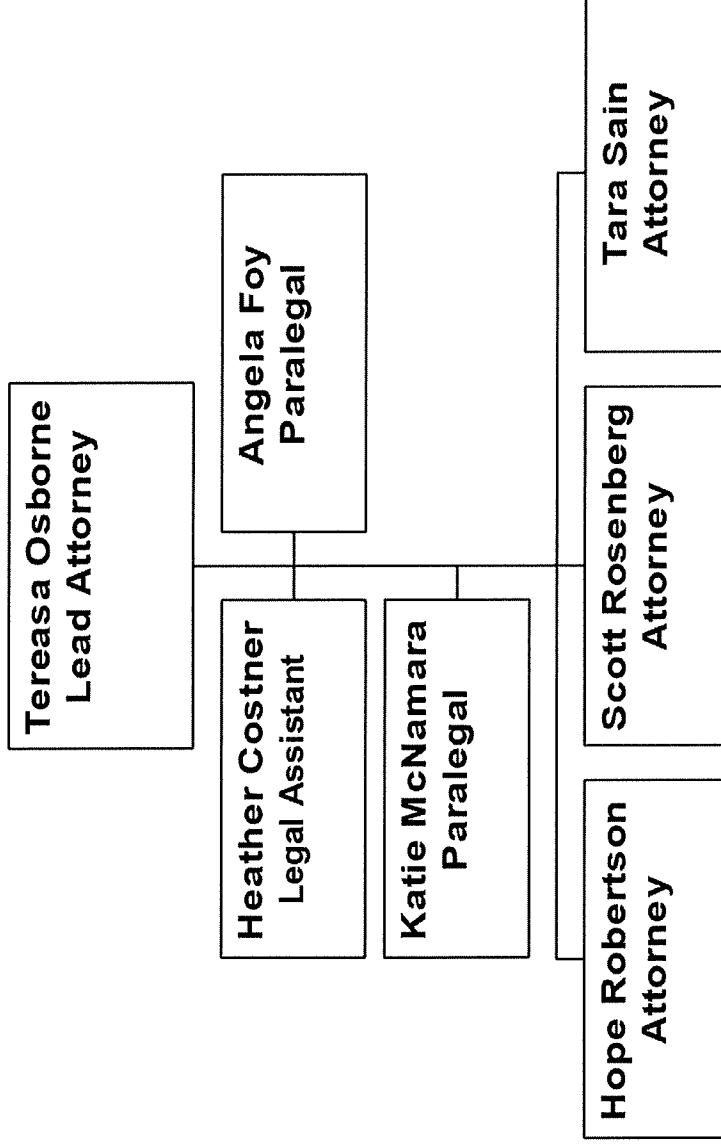 Tereasa Osborne
Lead Attorney
Heather Costner
Legal Assistant
Angela Foy
Paralegal
Katie McNamara
Paralegal
Hope Robertson
Attorney
Scott Rosenberg
Attorney
Tara Sain
Attorney